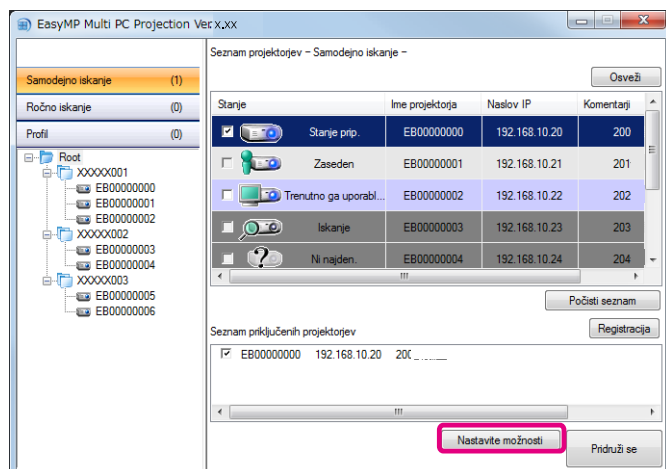 EasyMP Multi PC Projection Ver.x.xx
Seznam projektorjev – Samodejno iskanje –
Samodejno iskanje (1)
Osveži
Ročno iskanje (0)
Stanje Ime projektorja Naslov IP Komentarji
Profil (0)
Stanje prip. EB00000000 192.168.10.20 200
Zaseden EB00000001 192.168.10.21 201
Trenutno ga uporabl... EB00000002 192.168.10.22 202
Iskanje EB00000003 192.168.10.23 203
Ni najden. EB00000004 192.168.10.24 204
Root
XXXXX001
EB00000000
EB00000001
EB00000002
XXXXX002
EB00000003
EB00000004
XXXXX003
EB00000005
EB00000006
Počisti seznam
Seznam priključenih projektorjev
Registracija
EB00000000 192.168.10.20 200
Nastavite možnosti
Pridruži se